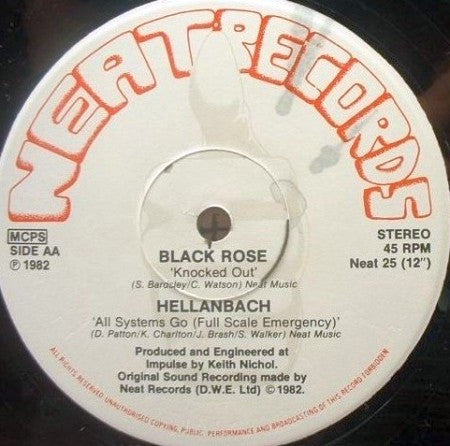 NEAT RECORDS
MCPS
SIDE AA
℗ 1982
STEREO
45 RPM
Neat 25 (12")
BLACK ROSE
'Knocked Out'
(S. Bardsley/C. Watson) Neat Music
HELLANBACH
'All Systems Go (Full Scale Emergency)'
(D. Patton/K. Charlton/J. Brash/S. Walker) Neat Music
Produced and Engineered at
Impulse by Keith Nichol.
Original Sound Recording made by
Neat Records (D.W.E. Ltd) © 1982.
ALL RIGHTS RESERVED UNAUTHORISED COPYING, PUBLIC PERFORMANCE AND BROADCASTING OF THIS RECORD FORBIDDEN